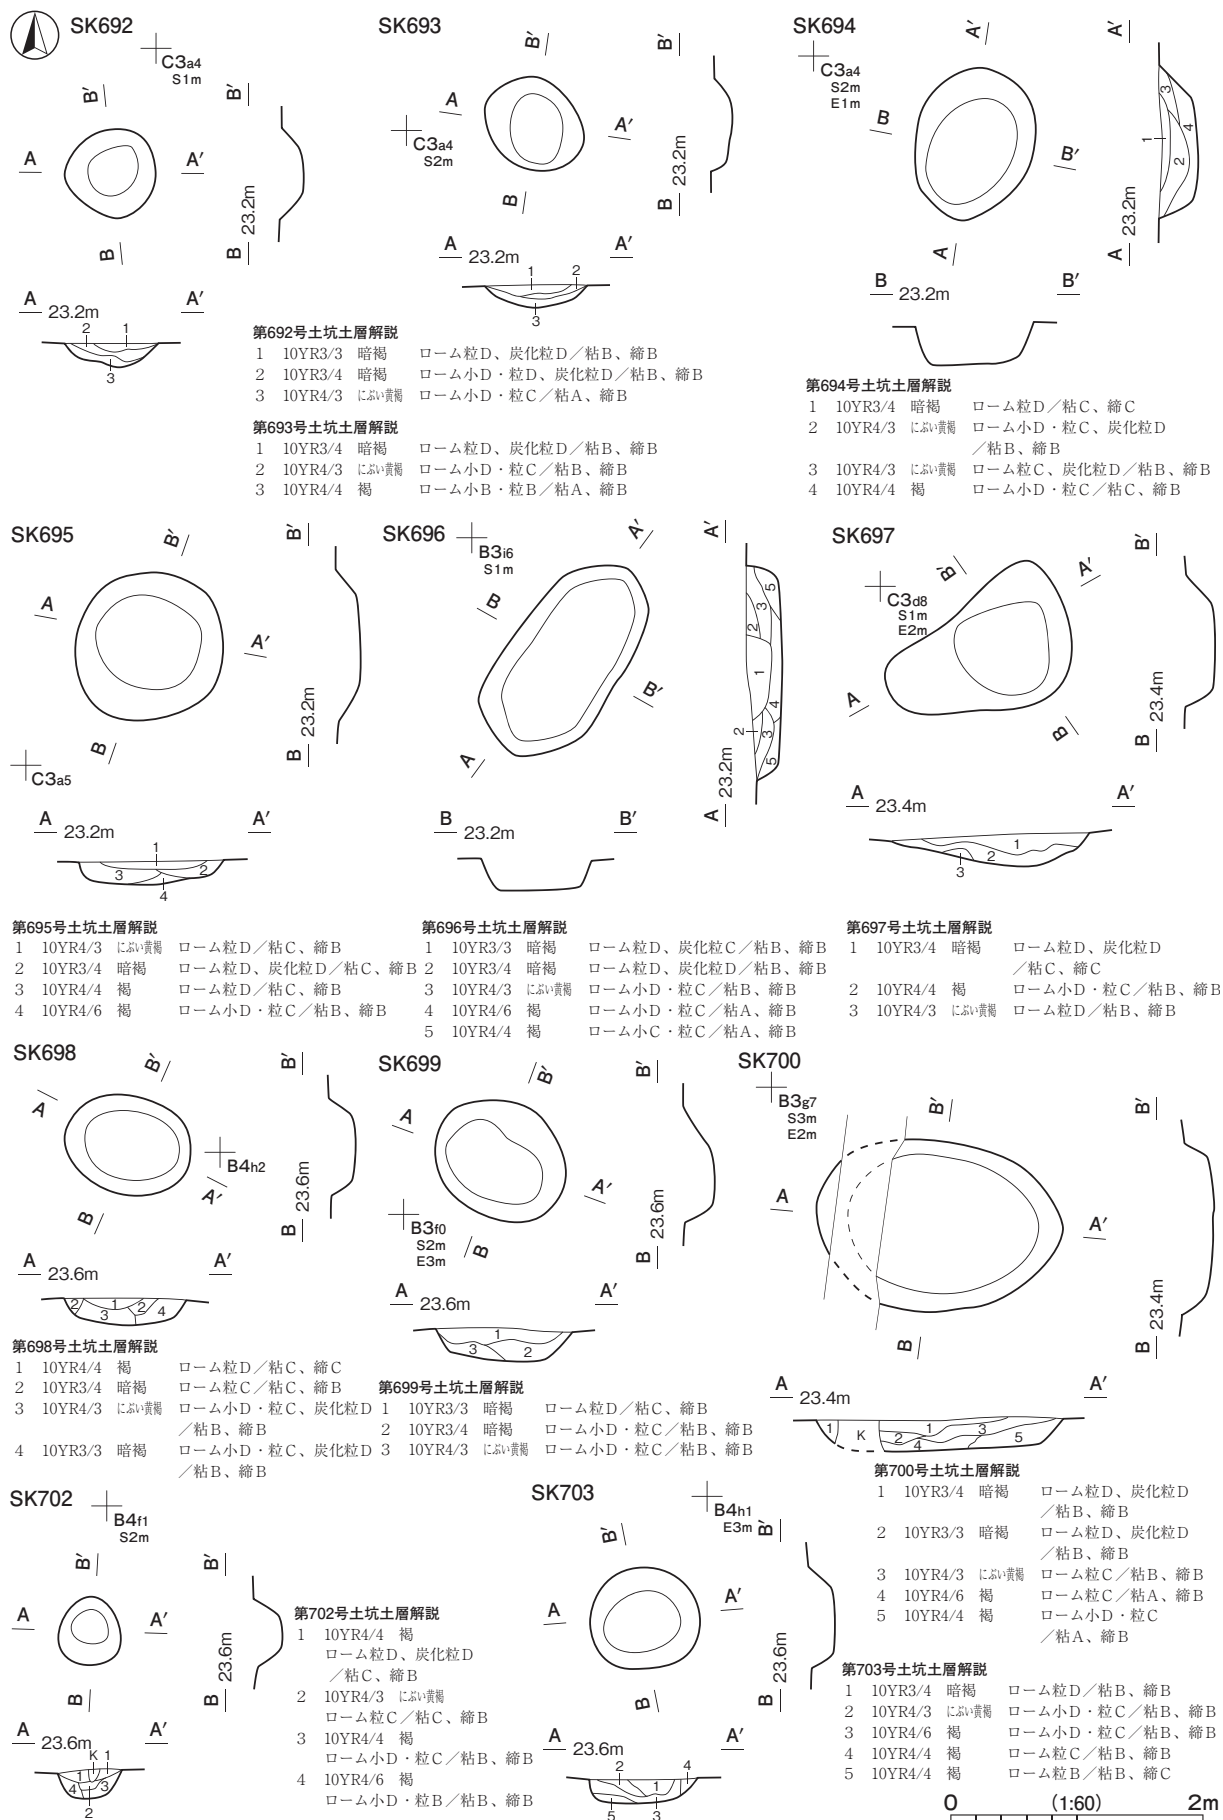 SK692
C3a4
S1m
B′
B′
A
A′
B
B
23.2m
A 23.2m A′
2 1
3
SK693
C3a4
S2m
B′
B′
A
A′
B
B
23.2m
A 23.2m A′
1 2
3
SK694
C3a4
S2m
E1m
A′
A′
B
B′
A
A
23.2m
3
4
1
2
B 23.2m B′
第692号土坑土層解説
1 10YR3/3 暗褐 ローム粒D、炭化粒D/粘B、締B
2 10YR3/4 暗褐 ローム小D・粒D、炭化粒D/粘B、締B
3 10YR4/3 にぶい黄褐 ローム小D・粒C/粘A、締B
第693号土坑土層解説
1 10YR3/4 暗褐 ローム粒D、炭化粒D/粘B、締B
2 10YR4/3 にぶい黄褐 ローム小D・粒C/粘B、締B
3 10YR4/4 褐 ローム小B・粒B/粘A、締B
第694号土坑土層解説
1 10YR3/4 暗褐 ローム粒D/粘C、締C
2 10YR4/3 にぶい黄褐 ローム小D・粒C、炭化粒D
/粘B、締B
3 10YR4/3 にぶい黄褐 ローム粒C、炭化粒D/粘B、締B
4 10YR4/4 褐 ローム小D・粒C/粘C、締B
SK695
B′
B′
A
A′
B
B
23.2m
C3a5
A 23.2m A′
1
3 2
4
SK696
B3i6
S1m
A′
A′
B
B′
A
A
23.2m
5
3
2
1
4
2 3
5
B 23.2m B′
SK697
C3d8
S1m
E2m
B′
B′
A′
A
B
B
23.4m
A 23.4m A′
1
2
3
第695号土坑土層解説
1 10YR4/3 にぶい黄褐 ローム粒D/粘C、締B
2 10YR3/4 暗褐 ローム粒D、炭化粒D/粘C、締B
3 10YR4/4 褐 ローム粒D/粘C、締B
4 10YR4/6 褐 ローム小D・粒C/粘B、締B
第696号土坑土層解説
1 10YR3/3 暗褐 ローム粒D、炭化粒C/粘B、締B
2 10YR3/4 暗褐 ローム粒D、炭化粒D/粘B、締B
3 10YR4/3 にぶい黄褐 ローム小D・粒C/粘B、締B
4 10YR4/6 褐 ローム小D・粒C/粘A、締B
5 10YR4/4 褐 ローム小C・粒C/粘A、締B
第697号土坑土層解説
1 10YR3/4 暗褐 ローム粒D、炭化粒D
/粘C、締C
2 10YR4/4 褐 ローム小D・粒C/粘B、締B
3 10YR4/3 にぶい黄褐 ローム粒D/粘B、締B
SK698
B′
B′
A
B4h2
A′
B
B
23.6m
A 23.6m A′
2 1 2 4
3
SK699
B′
B′
A
A′
B3f0
S2m
E3m
B
B
23.6m
A 23.6m A′
1
3 2
SK700
B3g7
S3m
E2m
B′
B′
A
A′
B
B
23.4m
A 23.4m A′
1 K 1 3
2 4 5
第698号土坑土層解説
1 10YR4/4 褐 ローム粒D/粘C、締C
2 10YR3/4 暗褐 ローム粒C/粘C、締B
3 10YR4/3 にぶい黄褐 ローム小D・粒C、炭化粒D
/粘B、締B
4 10YR3/3 暗褐 ローム小D・粒C、炭化粒D
/粘B、締B
第699号土坑土層解説
1 10YR3/3 暗褐 ローム粒D/粘C、締B
2 10YR3/4 暗褐 ローム小D・粒C/粘B、締B
3 10YR4/3 にぶい黄褐 ローム小D・粒C/粘B、締B
第700号土坑土層解説
1 10YR3/4 暗褐 ローム粒D、炭化粒D
/粘B、締B
2 10YR3/3 暗褐 ローム粒D、炭化粒D
/粘B、締B
3 10YR4/3 にぶい黄褐 ローム粒C/粘B、締B
4 10YR4/6 褐 ローム粒C/粘A、締B
5 10YR4/4 褐 ローム小D・粒C
/粘A、締B
SK702
B4f1
S2m
B′
B′
A
A′
B
B
23.6m
A 23.6m A′
K 1
1
4 3
2
第702号土坑土層解説
1 10YR4/4 褐
ローム粒D、炭化粒D
/粘C、締B
2 10YR4/3 にぶい黄褐
ローム粒C/粘C、締B
3 10YR4/4 褐
ローム小D・粒C/粘B、締B
4 10YR4/6 褐
ローム小D・粒B/粘B、締B
SK703
B4h1
E3m
B′
B′
A
A′
B
B
23.6m
A 23.6m A′
2 4
1
5 3
第703号土坑土層解説
1 10YR3/4 暗褐 ローム粒D/粘B、締B
2 10YR4/3 にぶい黄褐 ローム小D・粒C/粘B、締B
3 10YR4/6 褐 ローム小D・粒C/粘B、締B
4 10YR4/4 褐 ローム粒C/粘B、締B
5 10YR4/4 褐 ローム粒B/粘B、締C
0 (1:60) 2m